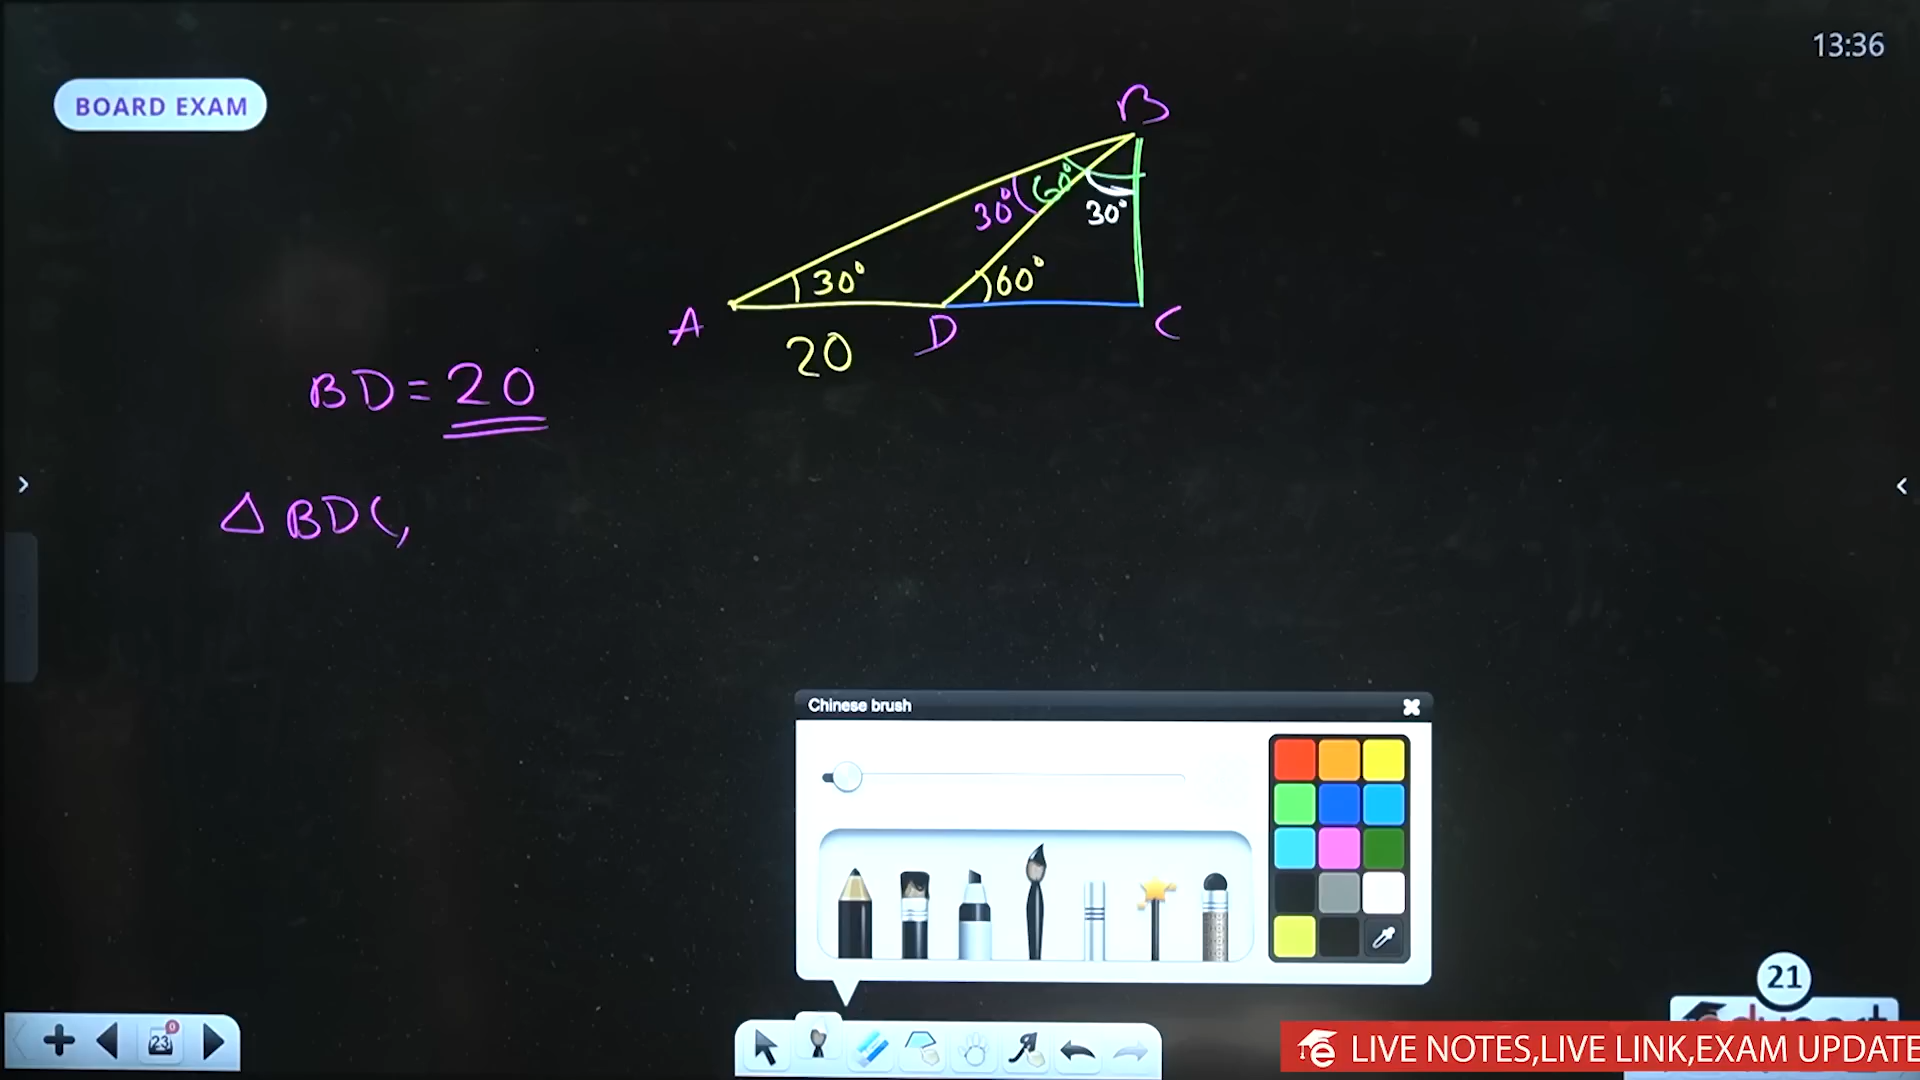 13:36
BOARD EXAM
B
30° 60° 30°
30° 60°
A D C
20
BD = 20
△ BDC,
Chinese brush
21
23
0
LIVE NOTES,LIVE LINK,EXAM UPDATE